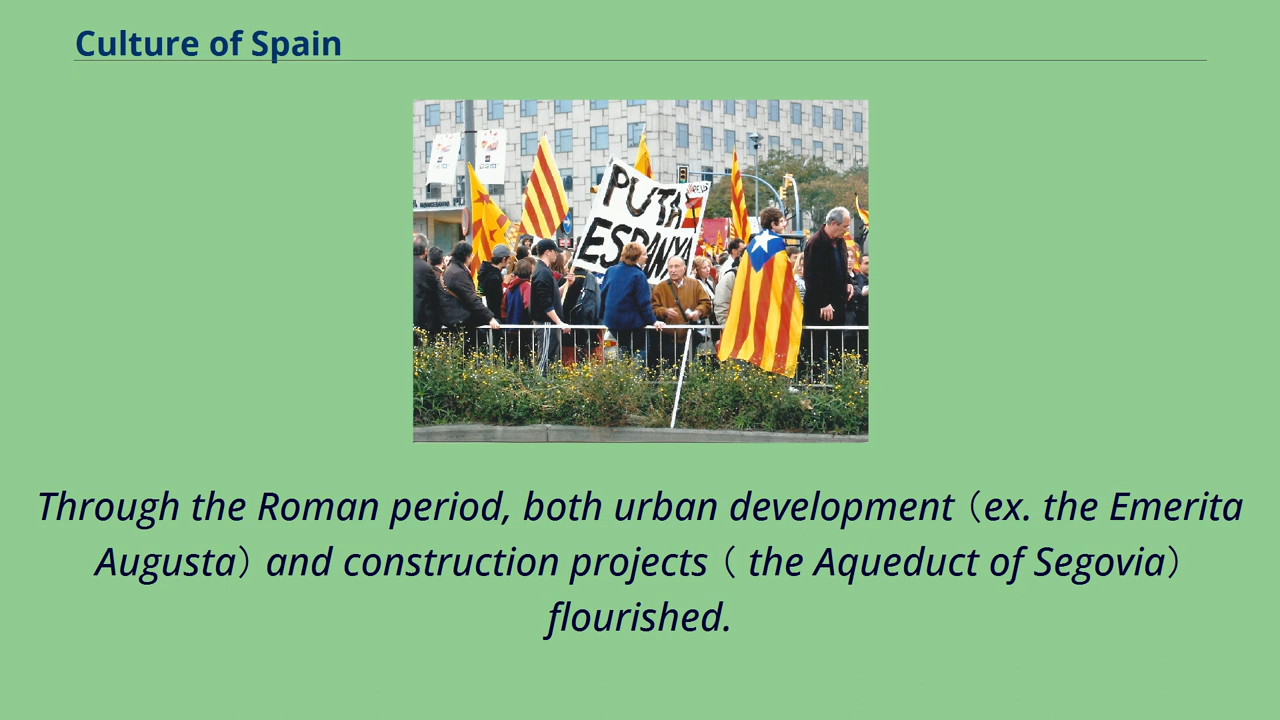 Culture of Spain
PUTA
ESPANYA
Through the Roman period, both urban development （ex. the Emerita
Augusta） and construction projects （ the Aqueduct of Segovia）
flourished.